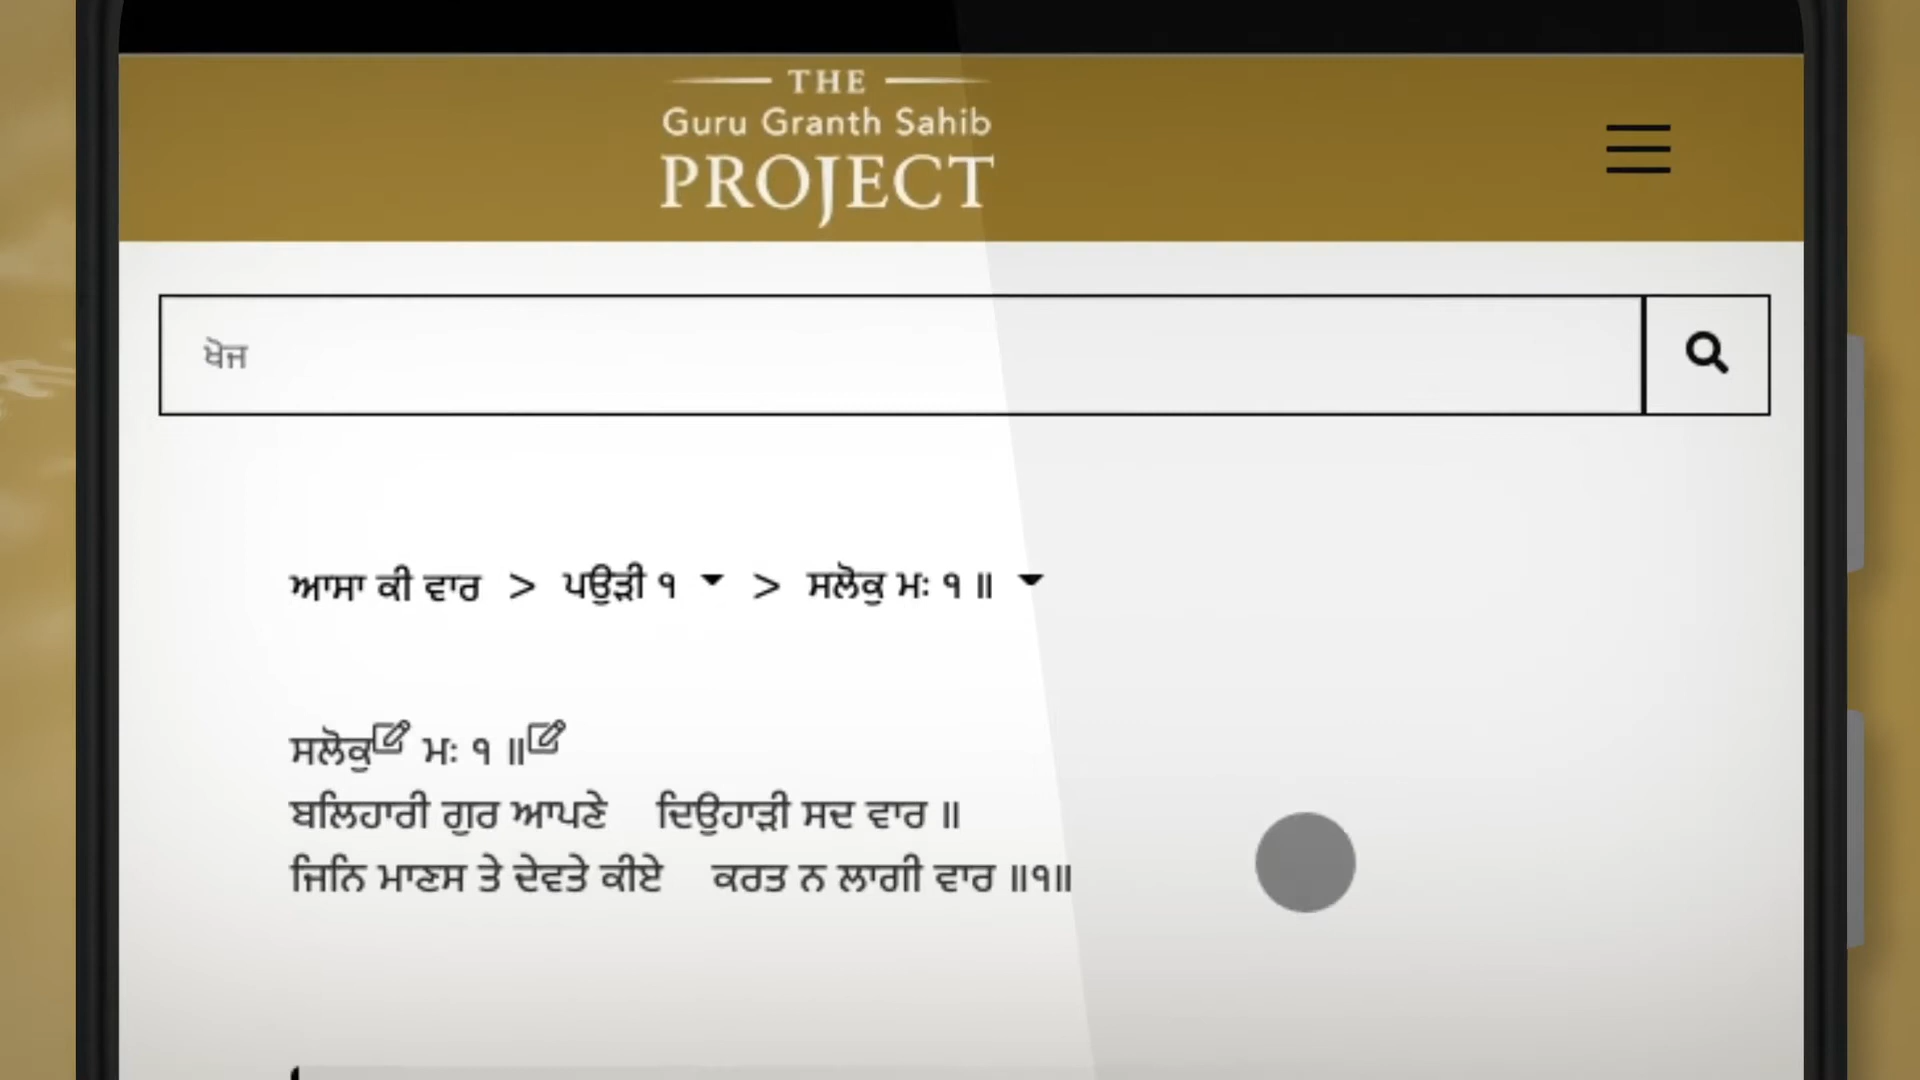 THE
Guru Granth Sahib
PROJECT
ਖੋਜ
ਆਸਾ ਕੀ ਵਾਰ > ਪਉੜੀ ੧ > ਸਲੋਕੁ ਮਃ ੧ ॥
ਸਲੋਕੁ ਮਃ ੧ ॥
ਬਲਿਹਾਰੀ ਗੁਰ ਆਪਣੇ ਦਿਉਹਾੜੀ ਸਦ ਵਾਰ ॥
ਜਿਨਿ ਮਾਣਸ ਤੇ ਦੇਵਤੇ ਕੀਏ ਕਰਤ ਨ ਲਾਗੀ ਵਾਰ ॥੧॥